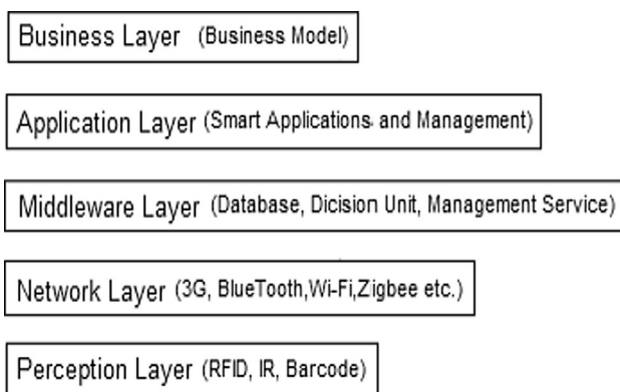 Business Layer (Business Model)
Application Layer (Smart Applications and Management)
Middleware Layer (Database, Dicision Unit, Management Service)
Network Layer (3G, BlueTooth,Wi-Fi,Zigbee etc.)
Perception Layer (RFID, IR, Barcode)